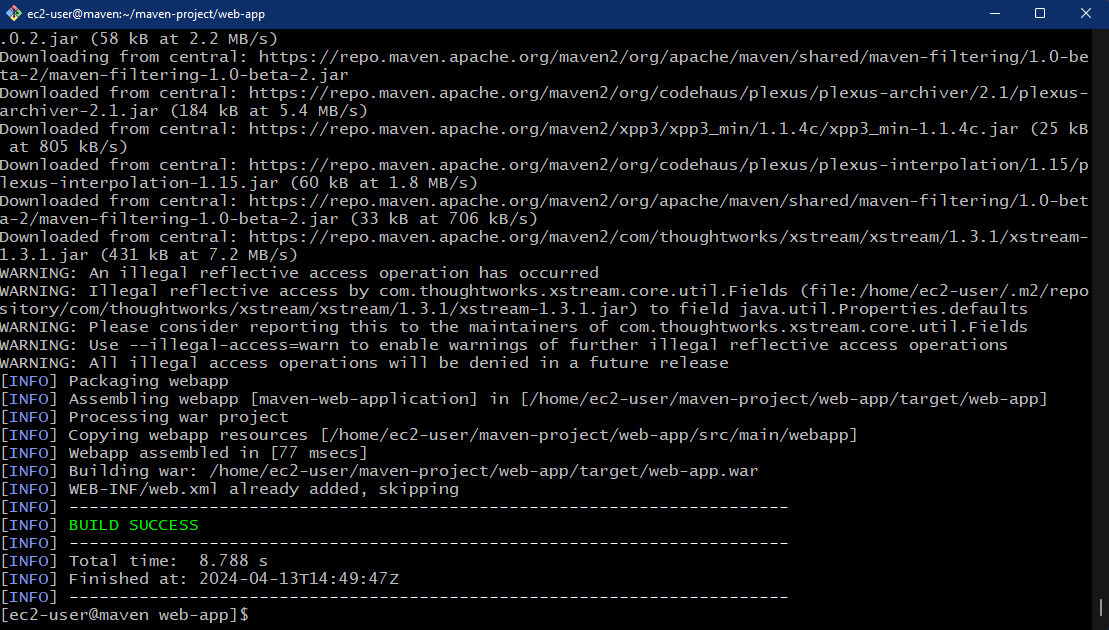 ec2-user@maven:~/maven-project/web-app
.0.2.jar (58 kB at 2.2 MB/s)
Downloading from central: https://repo.maven.apache.org/maven2/org/apache/maven/shared/maven-filtering/1.0-be
ta-2/maven-filtering-1.0-beta-2.jar
Downloaded from central: https://repo.maven.apache.org/maven2/org/codehaus/plexus/plexus-archiver/2.1/plexus-
archiver-2.1.jar (184 kB at 5.4 MB/s)
Downloaded from central: https://repo.maven.apache.org/maven2/xpp3/xpp3_min/1.1.4c/xpp3_min-1.1.4c.jar (25 kB
 at 805 kB/s)
Downloaded from central: https://repo.maven.apache.org/maven2/org/codehaus/plexus/plexus-interpolation/1.15/p
lexus-interpolation-1.15.jar (60 kB at 1.8 MB/s)
Downloaded from central: https://repo.maven.apache.org/maven2/org/apache/maven/shared/maven-filtering/1.0-bet
a-2/maven-filtering-1.0-beta-2.jar (33 kB at 706 kB/s)
Downloaded from central: https://repo.maven.apache.org/maven2/com/thoughtworks/xstream/xstream/1.3.1/xstream-
1.3.1.jar (431 kB at 7.2 MB/s)
WARNING: An illegal reflective access operation has occurred
WARNING: Illegal reflective access by com.thoughtworks.xstream.core.util.Fields (file:/home/ec2-user/.m2/repo
sitory/com/thoughtworks/xstream/xstream/1.3.1/xstream-1.3.1.jar) to field java.util.Properties.defaults
WARNING: Please consider reporting this to the maintainers of com.thoughtworks.xstream.core.util.Fields
WARNING: Use --illegal-access=warn to enable warnings of further illegal reflective access operations
WARNING: All illegal access operations will be denied in a future release
[INFO] Packaging webapp
[INFO] Assembling webapp [maven-web-application] in [/home/ec2-user/maven-project/web-app/target/web-app]
[INFO] Processing war project
[INFO] Copying webapp resources [/home/ec2-user/maven-project/web-app/src/main/webapp]
[INFO] Webapp assembled in [77 msecs]
[INFO] Building war: /home/ec2-user/maven-project/web-app/target/web-app.war
[INFO] WEB-INF/web.xml already added, skipping
[INFO] ------------------------------------------------------------------------
[INFO] BUILD SUCCESS
[INFO] ------------------------------------------------------------------------
[INFO] Total time:  8.788 s
[INFO] Finished at: 2024-04-13T14:49:47Z
[INFO] ------------------------------------------------------------------------
[ec2-user@maven web-app]$